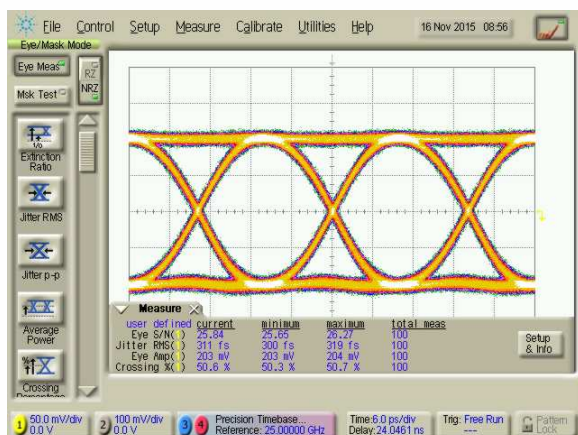 File Control Setup Measure Calibrate Utilities Help 16 Nov 2015 08:56
Eye/Mask Mode
Eye Meas
RZ
Msk Test
NRZ
Extinction
Ratio
Jitter RMS
Jitter p-p
Average
Power
Crossing
Percentage
Measure
user defined current minimum maximum total meas
Eye S/N(1) 25.84 25.65 26.27 100
Jitter RMS(1) 311 fs 300 fs 319 fs 100
Eye Amp(1) 203 mV 203 mV 204 mV 100
Crossing %(1) 50.6 % 50.3 % 50.7 % 100
Setup
& Info
1 50.0 mV/div
0.0 V
2 100 mV/div
0.0 V
3 4
Precision Timebase...
Reference: 25.00000 GHz
Time:6.0 ps/div
Delay:24.0461 ns
Trig: Free Run
---
Pattern
Lock